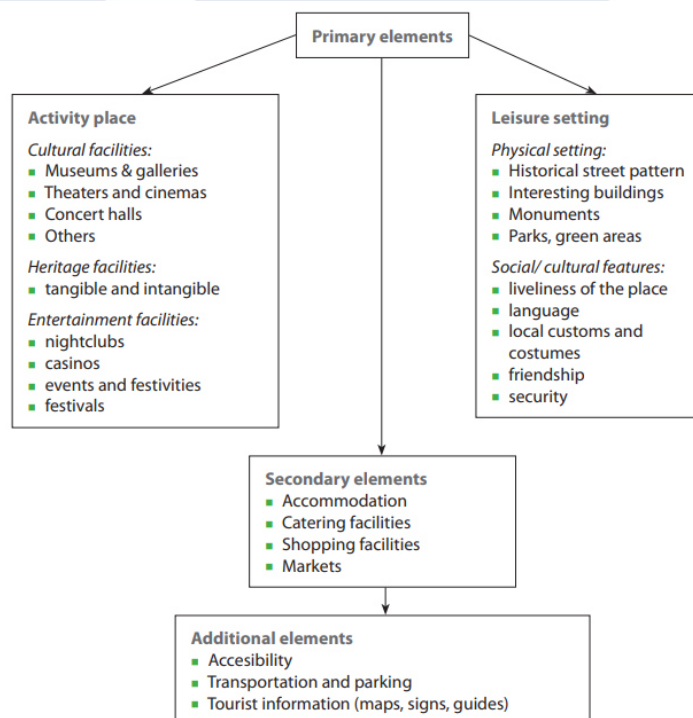 Primary elements
Activity place
Cultural facilities:
Museums & galleries
Theaters and cinemas
Concert halls
Others
Heritage facilities:
tangible and intangible
Entertainment facilities:
nightclubs
casinos
events and festivities
festivals
Leisure setting
Physical setting:
Historical street pattern
Interesting buildings
Monuments
Parks, green areas
Social/ cultural features:
liveliness of the place
language
local customs and
costumes
friendship
security
Secondary elements
Accommodation
Catering facilities
Shopping facilities
Markets
Additional elements
Accesibility
Transportation and parking
Tourist information (maps, signs, guides)